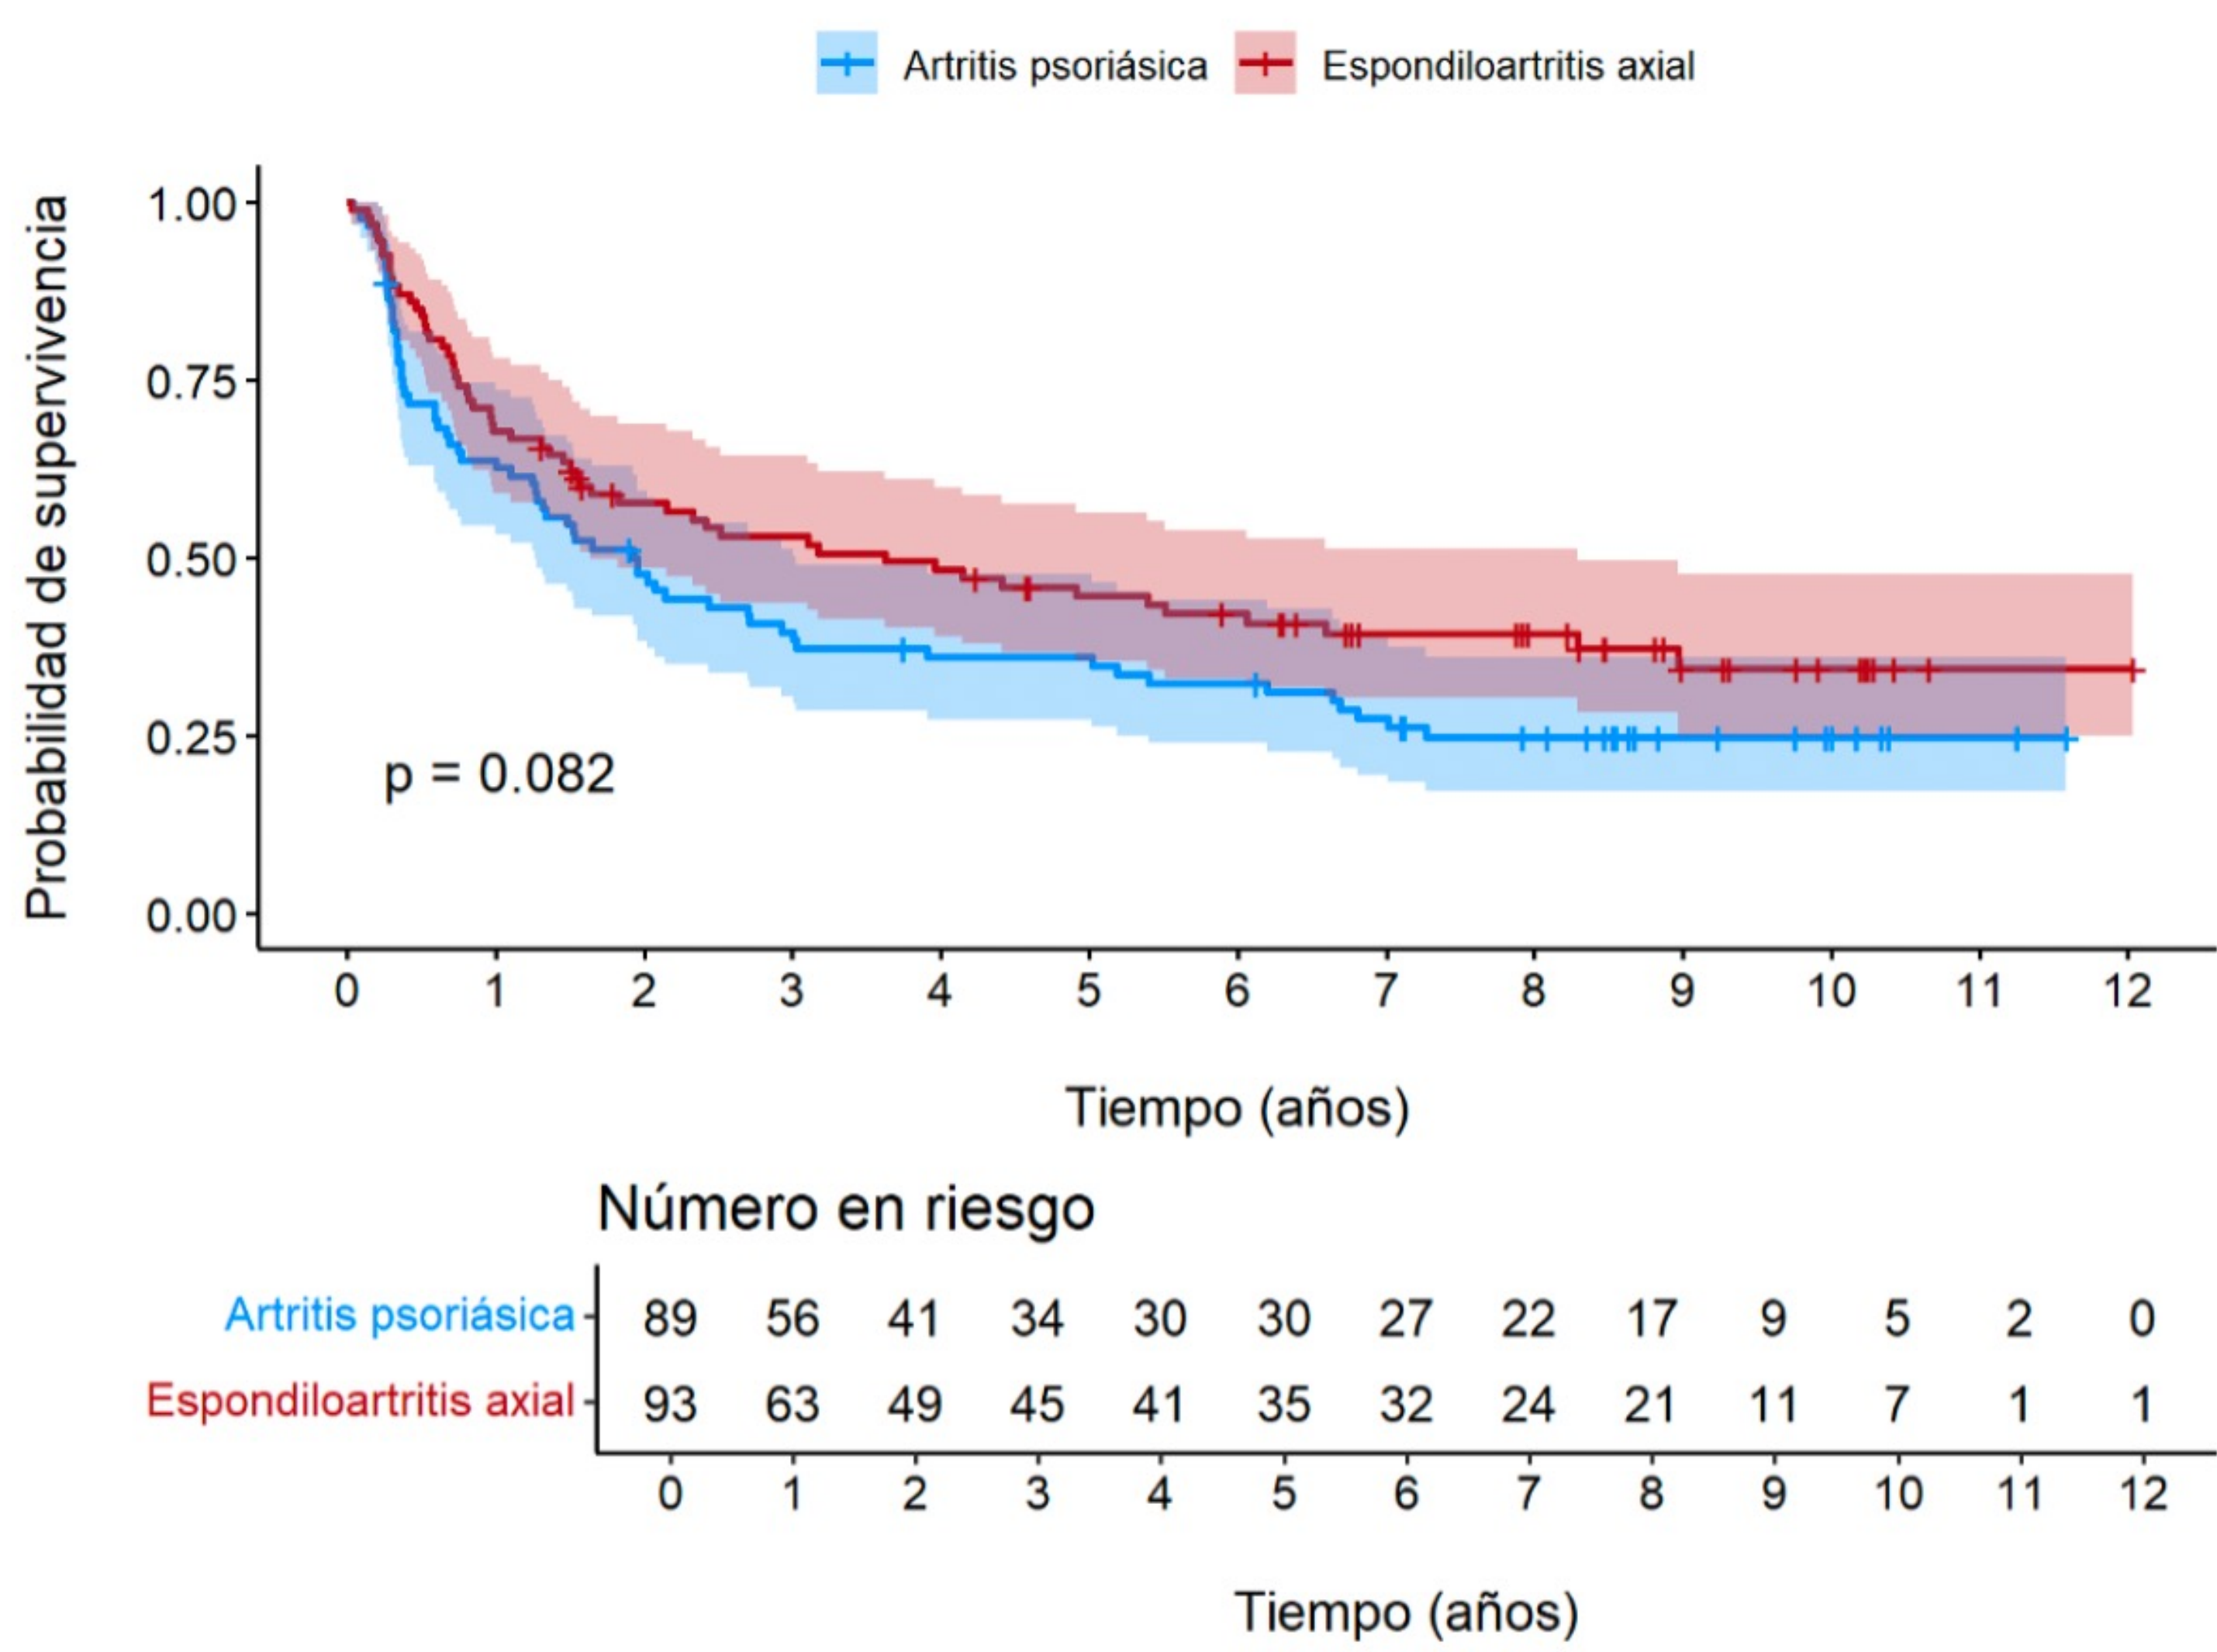 Artritis psoriásica Espondiloartritis axial
Probabilidad de supervivencia
1.00
0.75
0.50
0.25
0.00
p = 0.082
0 1 2 3 4 5 6 7 8 9 10 11 12
Tiempo (años)
Número en riesgo
Artritis psoriásica 89 56 41 34 30 30 27 22 17 9 5 2 0
Espondiloartritis axial 93 63 49 45 41 35 32 24 21 11 7 1 1
0 1 2 3 4 5 6 7 8 9 10 11 12
Tiempo (años)